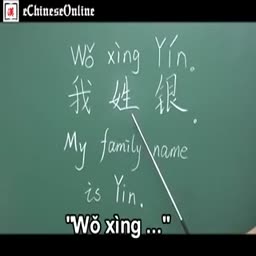 eChineseOnline
Wǒ xìng Yín.
我 姓 银.
My family name
is Yin.
"Wǒ xìng ..."